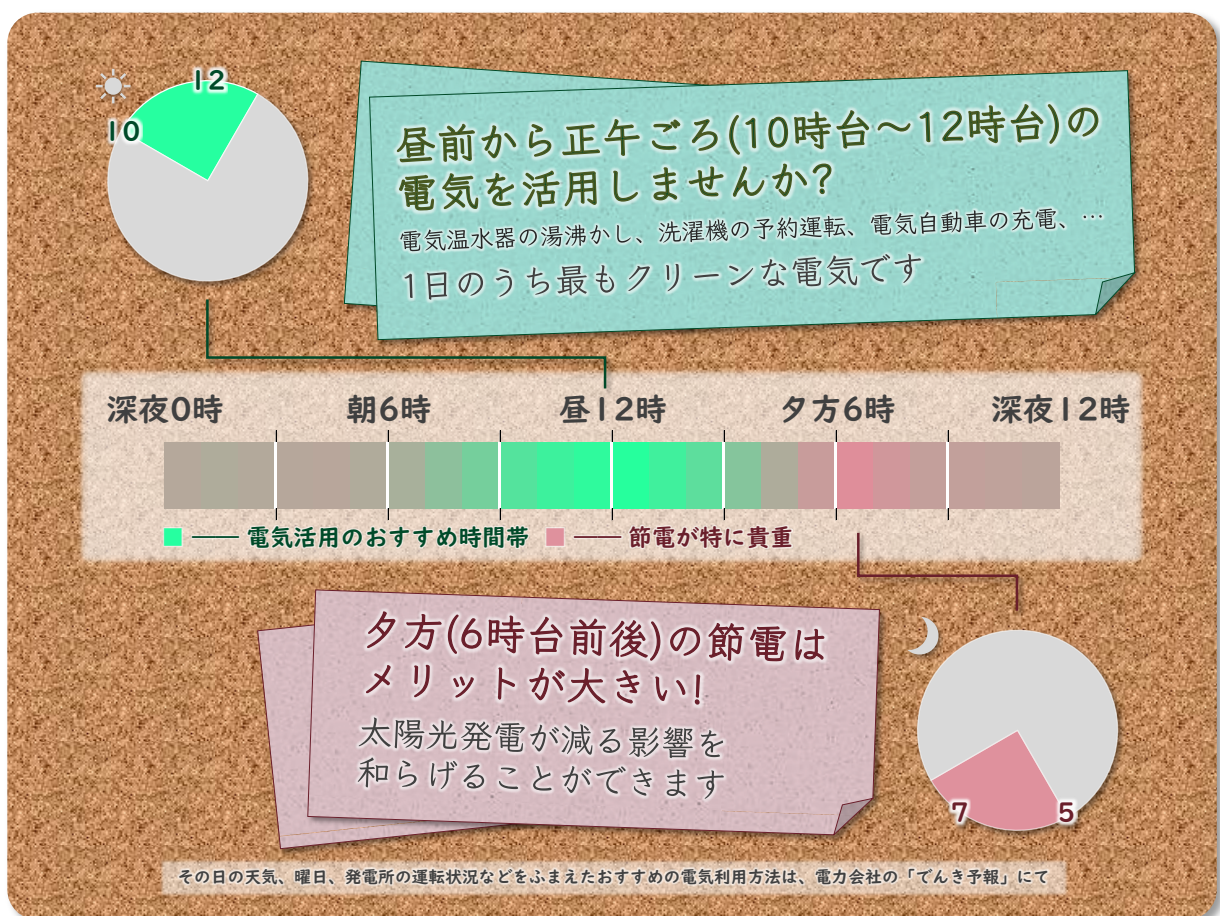 12
10
昼前から正午ごろ(10時台～12時台)の
電気を活用しませんか?
電気温水器の湯沸かし、洗濯機の予約運転、電気自動車の充電、…
1日のうち最もクリーンな電気です
深夜0時 朝6時 昼12時 夕方6時 深夜12時
電気活用のおすすめ時間帯 節電が特に貴重
夕方(6時台前後)の節電は
メリットが大きい!
太陽光発電が減る影響を
和らげることができます
7 5
その日の天気、曜日、発電所の運転状況などをふまえたおすすめの電気利用方法は、電力会社の「でんき予報」にて